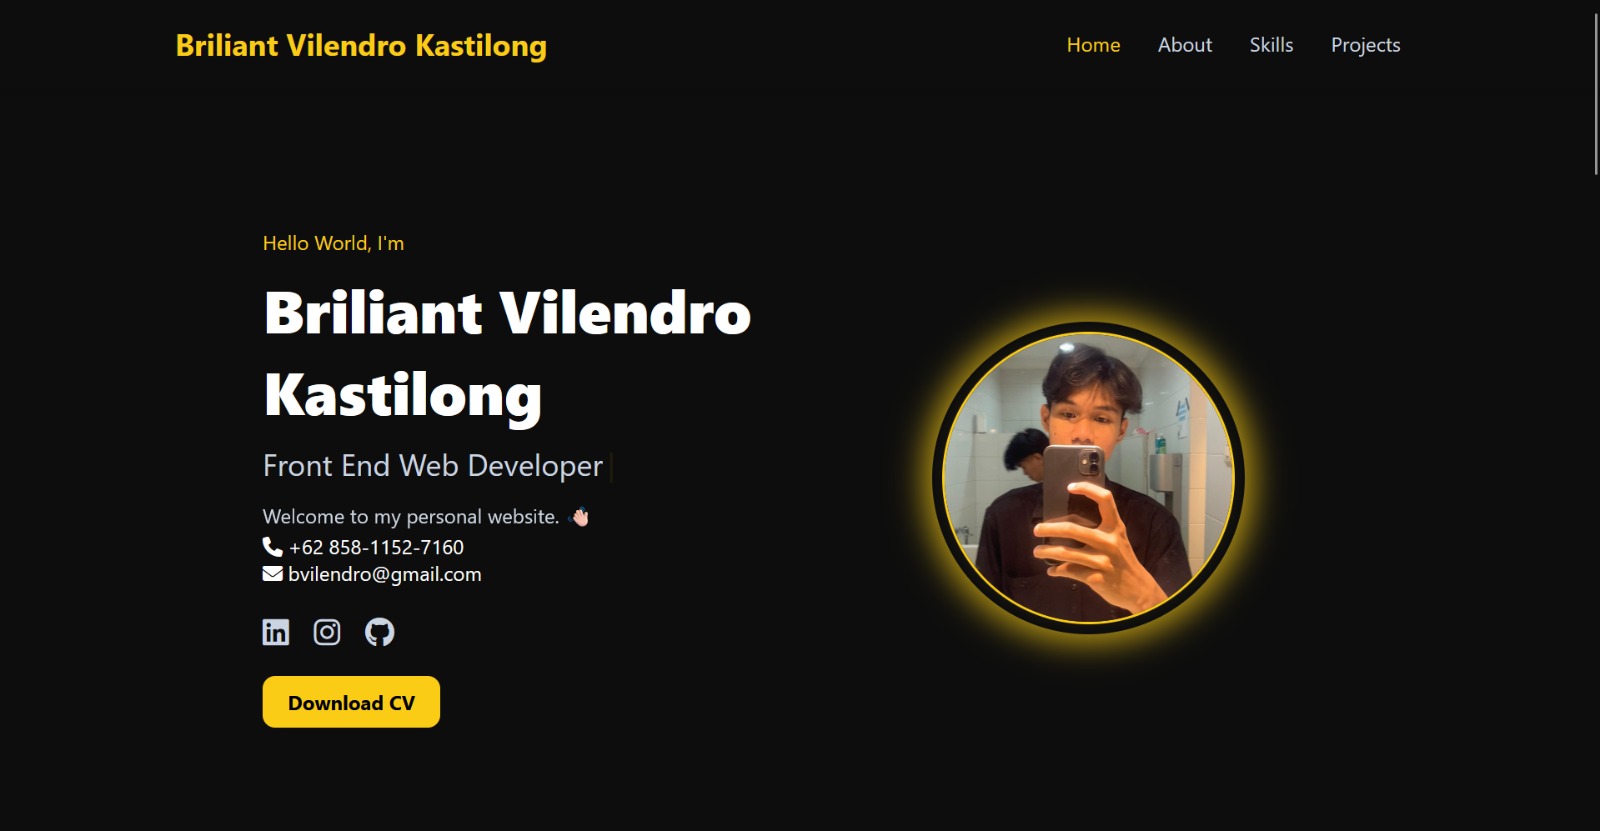 Briliant Vilendro Kastilong
Home About Skills Projects
Hello World, I'm
Briliant Vilendro
Kastilong
Front End Web Developer
Welcome to my personal website. 👋🏻
+62 858-1152-7160
bvilendro@gmail.com
in
Download CV